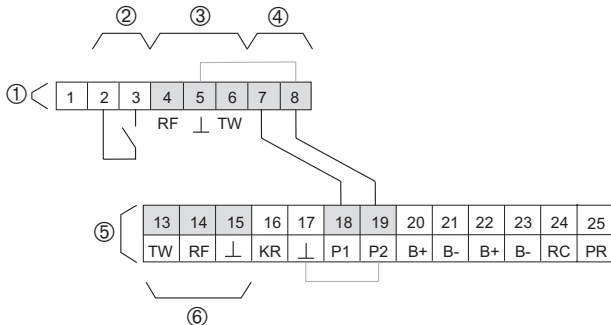 ② ③ ④
① 1 2 3 4 5 6 7 8
RF ⊥ TW
⑤ 13 14 15 16 17 18 19 20 21 22 23 24 25
TW RF ⊥ KR ⊥ P1 P2 B+ B- B+ B- RC PR
⑥